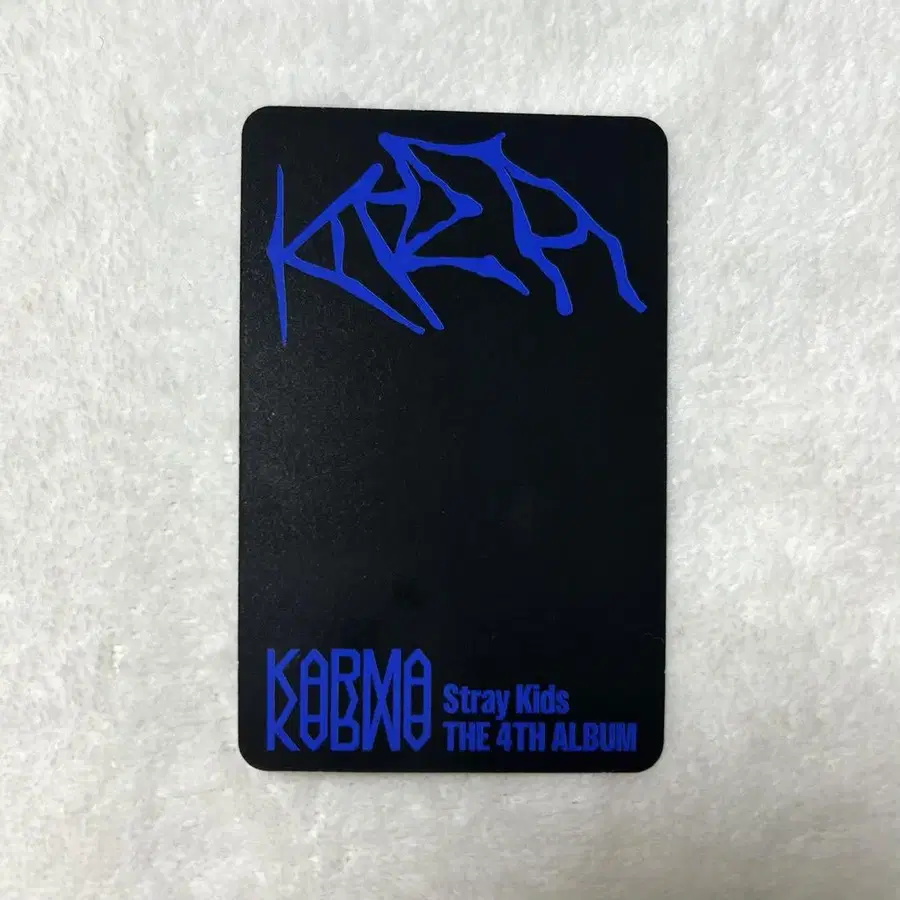 KARMA
Stray Kids
THE 4TH ALBUM